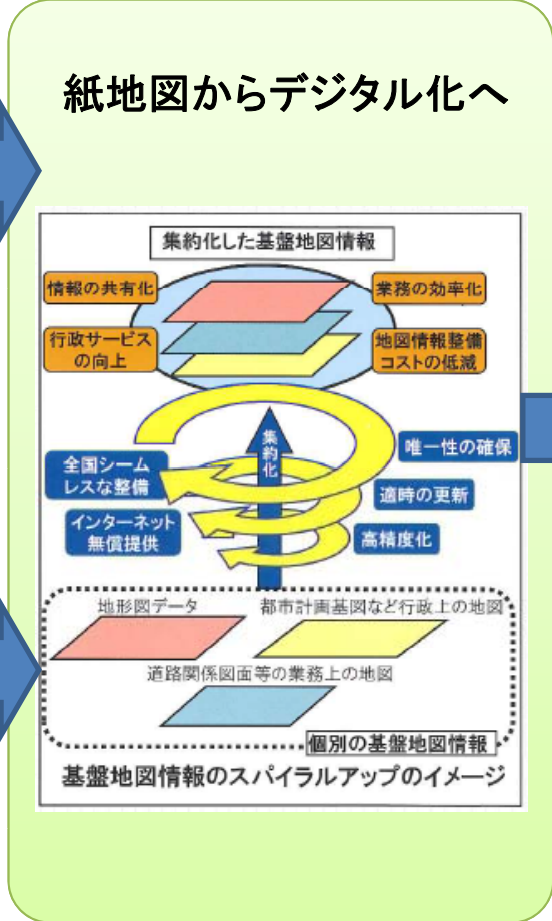 紙地図からデジタル化へ
集約化した基盤地図情報
情報の共有化
業務の効率化
行政サービス
の向上
地図情報整備
コストの低減
集約化
唯一性の確保
全国シーム
レスな整備
適時の更新
インターネット
無償提供
高精度化
地形図データ
都市計画基図など行政上の地図
道路関係図面等の業務上の地図
個別の基盤地図情報
基盤地図情報のスパイラルアップのイメージ